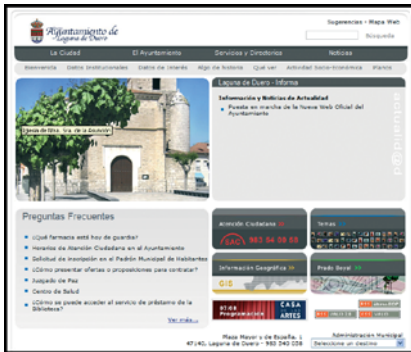 Sugerencias - Mapa Web
Ayuntamiento de
Laguna de Duero
Búsqueda
La Ciudad El Ayuntamiento Servicios y Directorios Noticias
Bienvenida Datos Institucionales Datos de Interés Algo de historia Qué ver Actividad Socio-Económica Planos
Laguna de Duero - Informa
Información y Noticias de Actualidad
Puesta en marcha de la Nueva Web Oficial del
Ayuntamiento
Iglesia de Ntra. Sra. de la Asunción
actualid@d
Preguntas Frecuentes
¿Qué farmacia está hoy de guardia?
Horarios de Atención Ciudadana en el Ayuntamiento
Solicitud de inscripción en el Padrón Municipal de Habitantes
¿Cómo presentar ofertas o proposiciones para contratar?
Juzgado de Paz
Centro de Salud
¿Cómo se puede acceder al servicio de préstamo de la
Biblioteca?
Ver más...
Atención Ciudadana >>
SAC 983 54 00 58
Temas >>
Información Geográfica >>
GIS
Prado Boyal >>
Programación
CASA
ARTES
Plaza Mayor y de España, 1
47140, Laguna de Duero - 983 540 058
Administración Municipal
Seleccione un destino